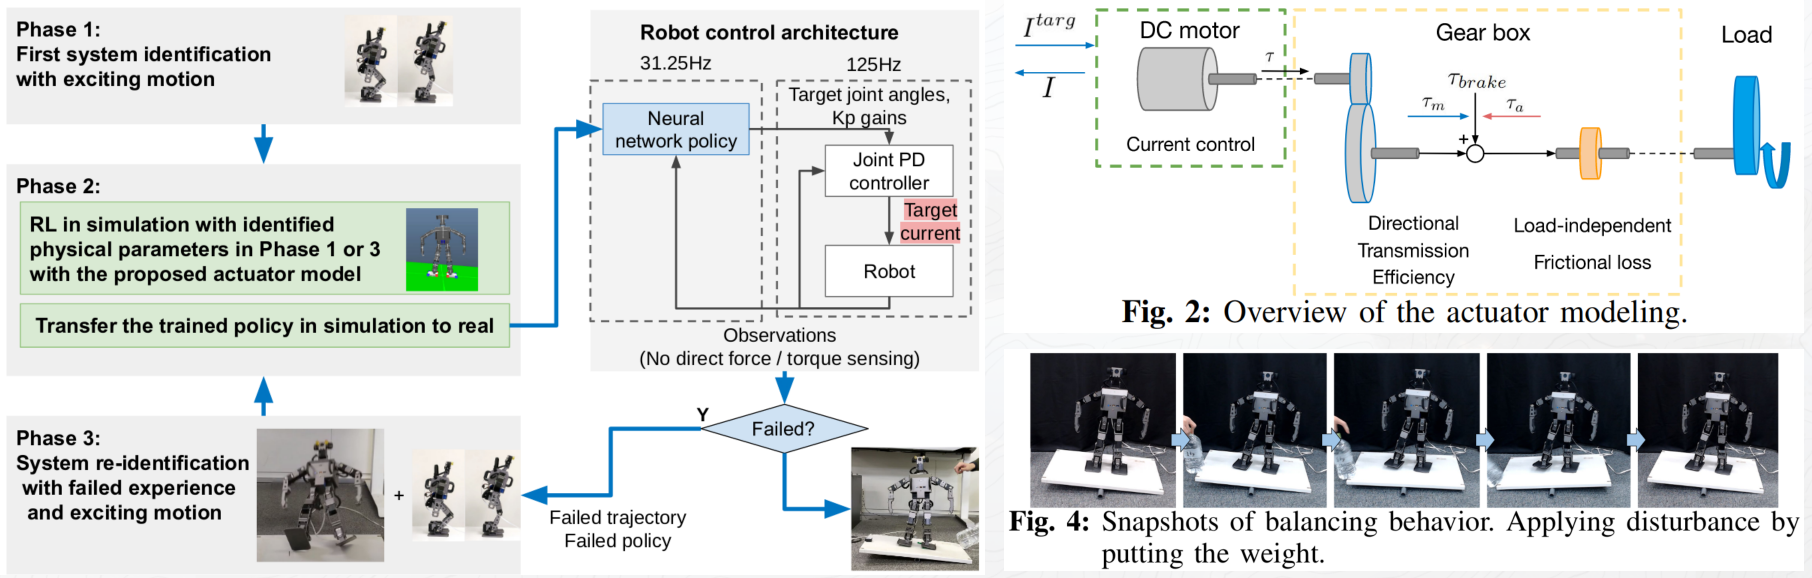 Phase 1:
First system identification
with exciting motion
Phase 2:
RL in simulation with identified
physical parameters in Phase 1 or 3
with the proposed actuator model
Transfer the trained policy in simulation to real
Phase 3:
System re-identification
with failed experience
and exciting motion
+
Robot control architecture
31.25Hz
125Hz
Neural
network policy
Target joint angles,
Kp gains
Joint PD
controller
Target
current
Robot
Observations
(No direct force / torque sensing)
Y
Failed?
Failed trajectory
Failed policy
I^{targ}
I
DC motor
Current control
τ
Gear box
τ_{brake}
τ_m
τ_a
+
Directional
Transmission
Efficiency
Load-independent
Frictional loss
Load
Fig. 2: Overview of the actuator modeling.
Fig. 4: Snapshots of balancing behavior. Applying disturbance by
putting the weight.